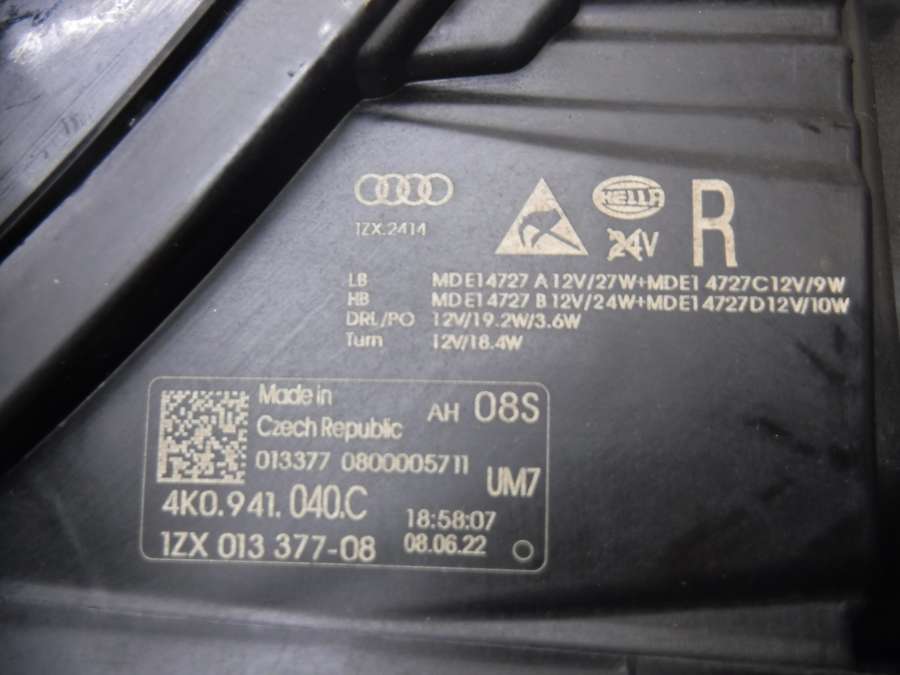 1ZX.2414
HELLA
24V
R
LB MDE14727 A 12V/27W+MDE14727C12V/9W
HB MDE14727 B 12V/24W+MDE14727D12V/10W
DRL/PO 12V/19.2W/3.6W
Turn 12V/18.4W
Made in
Czech Republic
AH 08S
013377 0800005711
UM7
4K0.941.040.C
18:58:07
1ZX 013 377-08
08.06.22